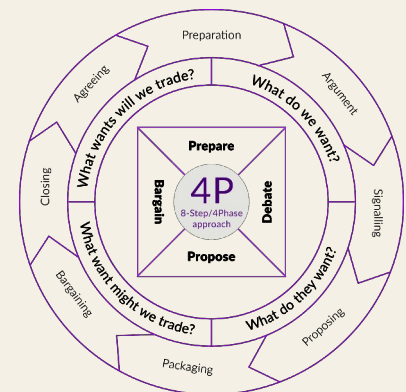 Preparation
Argument
Signalling
Proposing
Packaging
Bargaining
Closing
Agreeing
What do we want?
What do they want?
What want might we trade?
What wants will we trade?
Prepare
Debate
Propose
Bargain
4P
8-Step/4Phase
approach